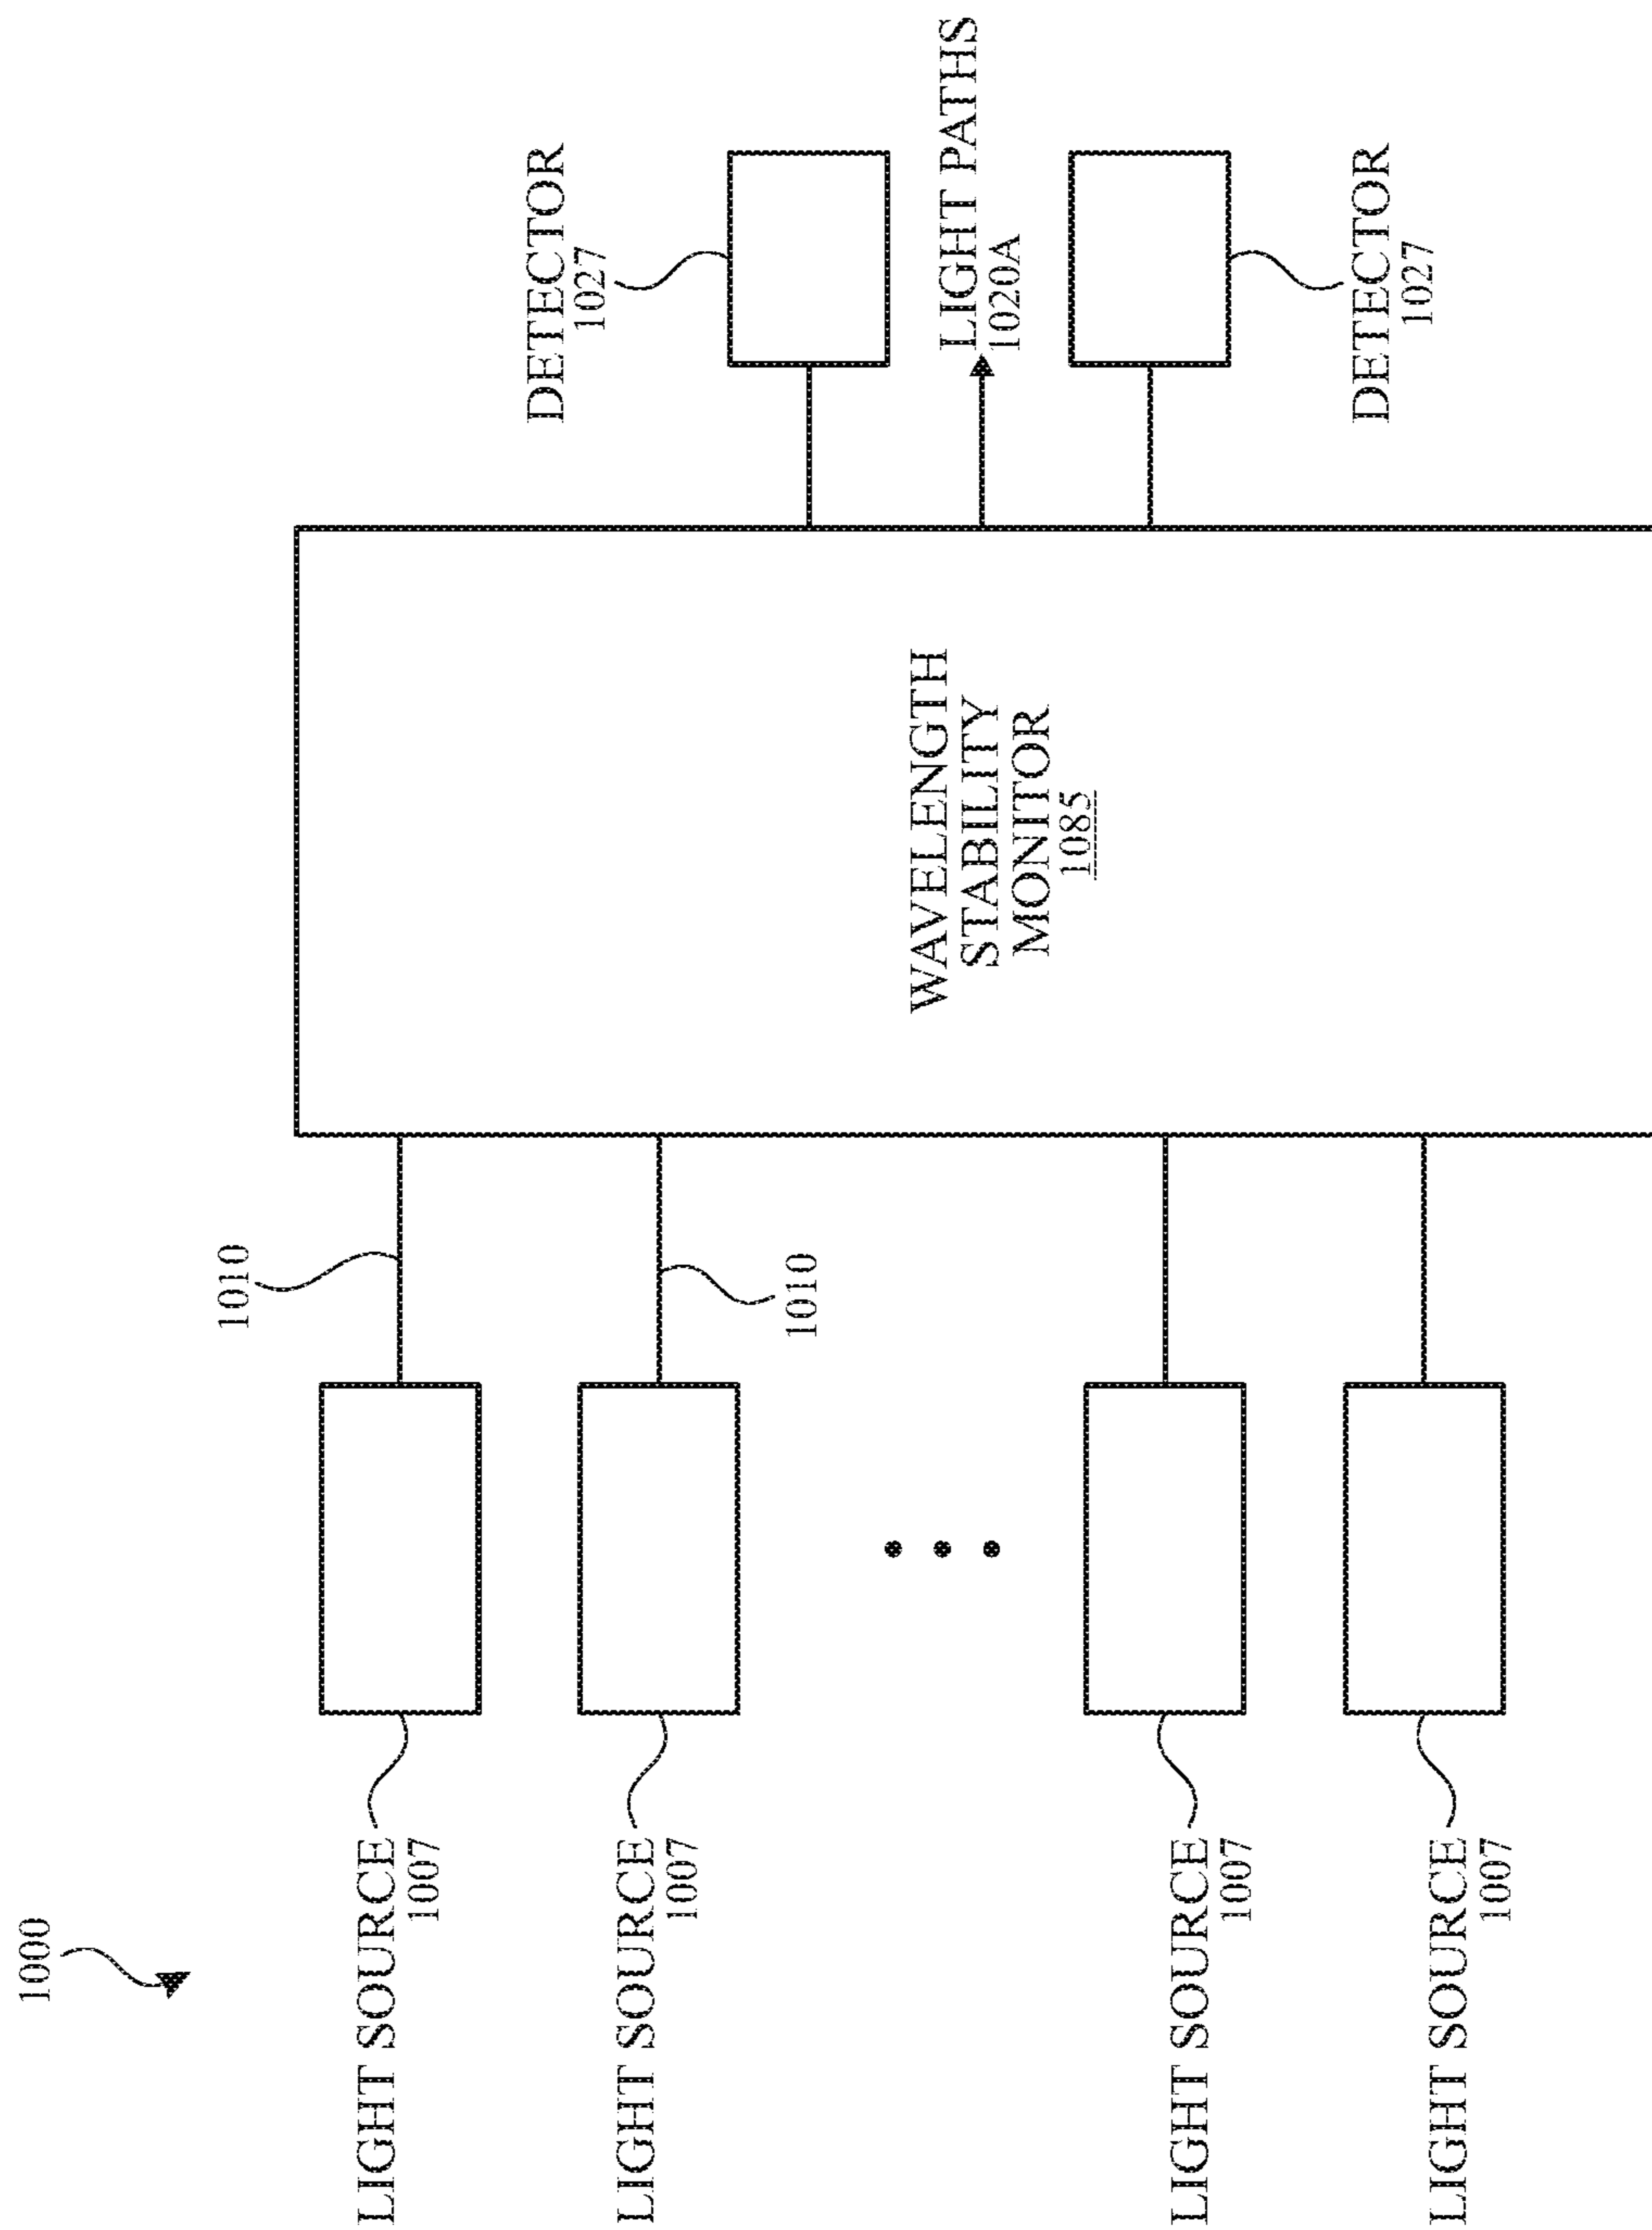 1000
LIGHT SOURCE
1007
LIGHT SOURCE
1007
LIGHT SOURCE
1007
LIGHT SOURCE
1007
1010
1010
WAVELENGTH
STABILITY
MONITOR
1085
DETECTOR
1027
LIGHT PATHS
1020A
DETECTOR
1027